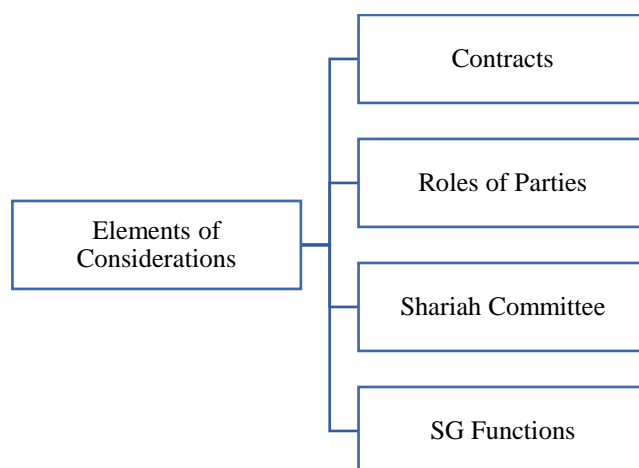 Contracts
Roles of Parties
Elements of
Considerations
Shariah Committee
SG Functions